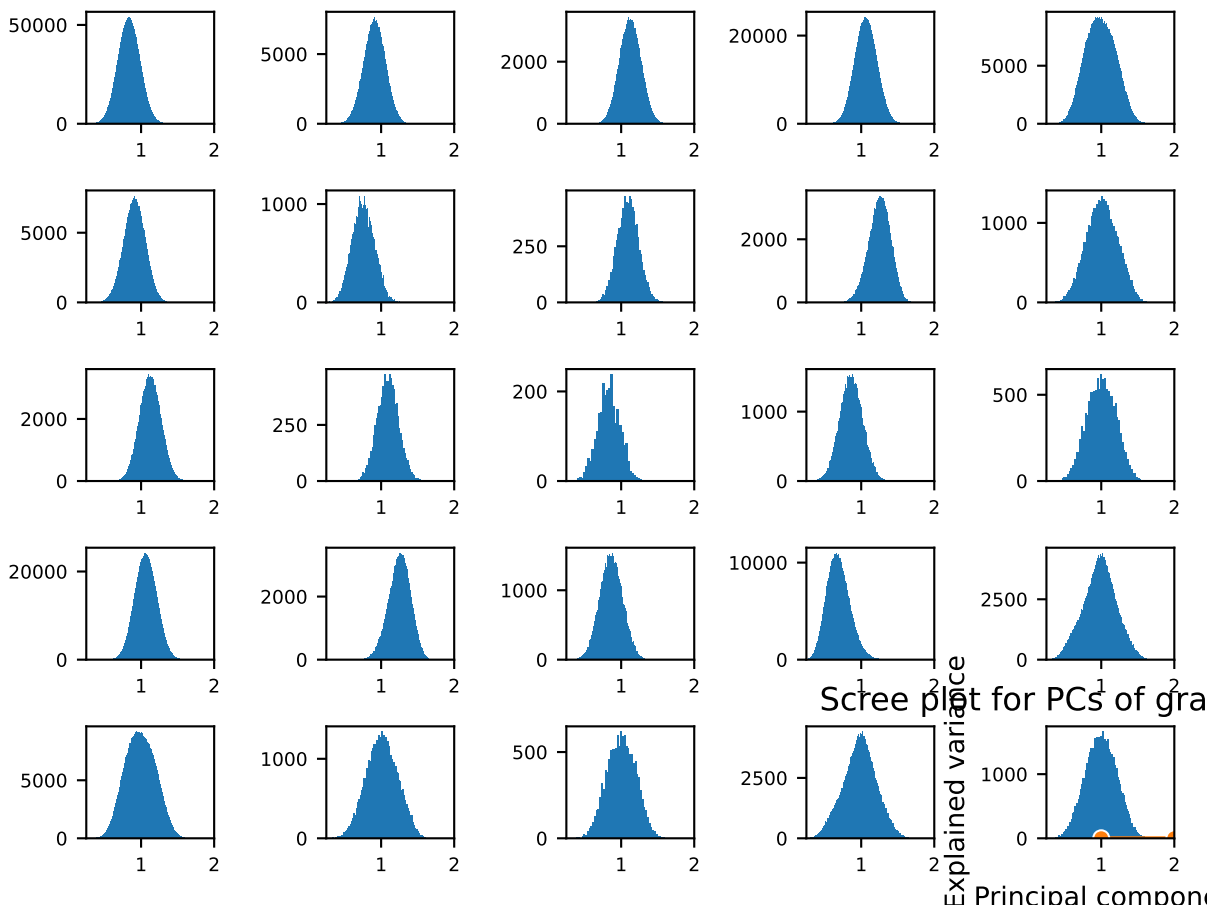 50000 5000 2000 20000 5000
0 0 0 0 0
1 2 1 2 1 2 1 2 1 2
5000 1000 250 2000 1000
0 0 0 0 0
1 2 1 2 1 2 1 2 1 2
2000 250 200 1000 500
0 0 0 0 0
1 2 1 2 1 2 1 2 1 2
20000 2000 1000 10000 2500
0 0 0 0 0
1 2 1 2 1 2 1 2 1 2
Scree plot for PCs of gra
5000 1000 500 2500 1000
0 0 0 0 0
1 2 1 2 1 2 1 2 1 2
Explained variance
Principal compone